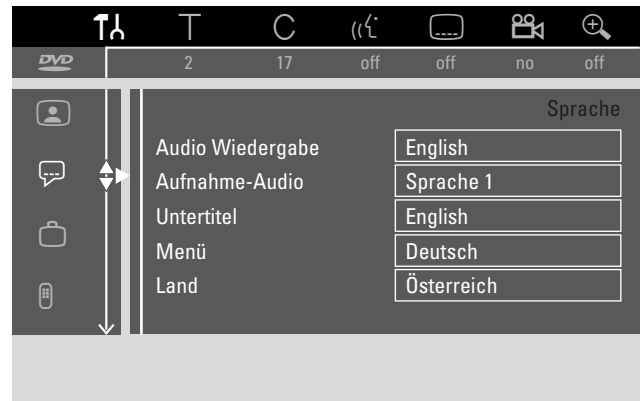 T C
DVD 2 17 off off no off
Sprache
Audio Wiedergabe English
Aufnahme-Audio Sprache 1
Untertitel English
Menü Deutsch
Land Österreich